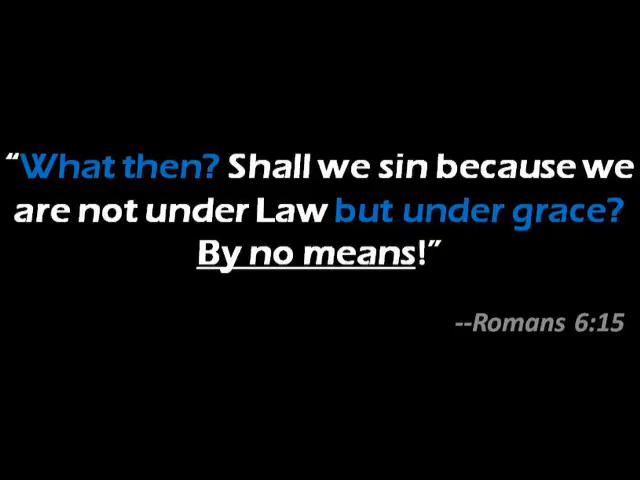 “What then? Shall we sin because we
are not under Law but under grace?
By no means!”
--Romans 6:15